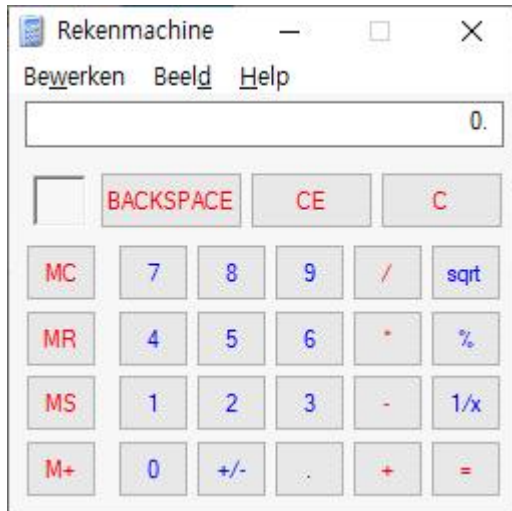 Rekenmachine
Bewerken Beeld Help
0.
BACKSPACE CE C
MC 7 8 9 / sqrt
MR 4 5 6 * %
MS 1 2 3 - 1/x
M+ 0 +/- . + =